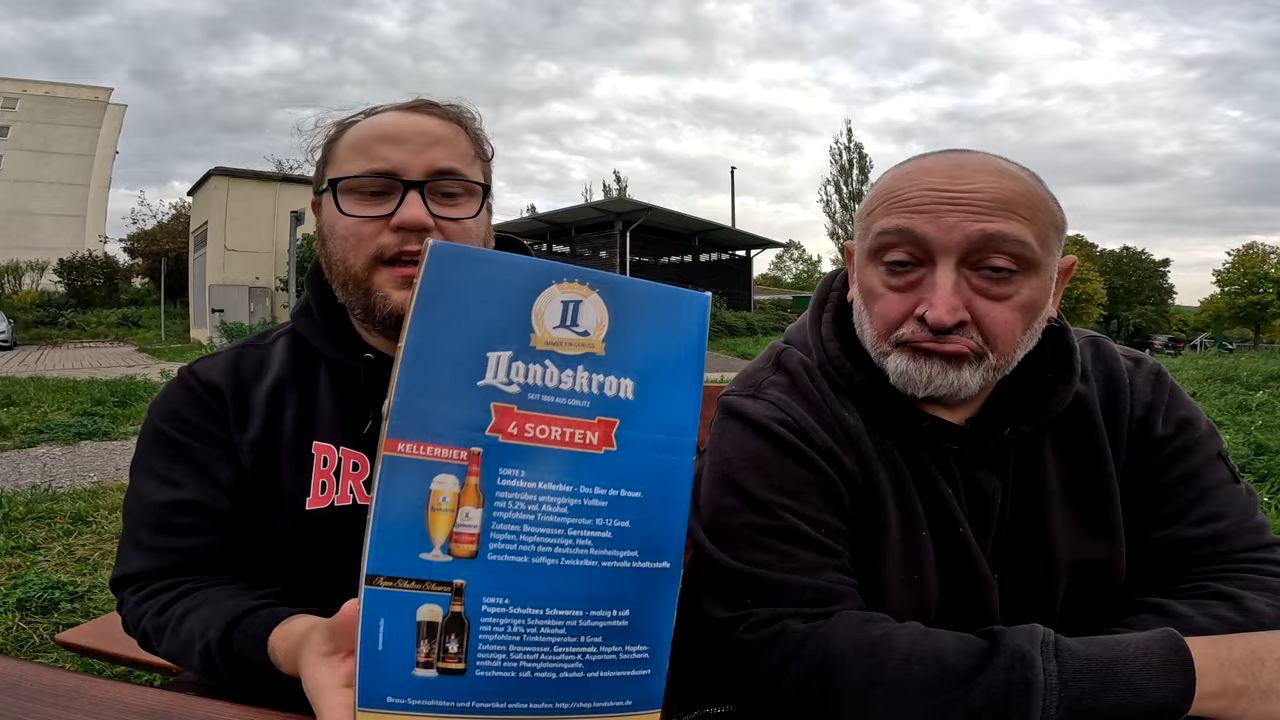 LL
IMMER EIN GENUSS
Landskron
SEIT 1869 AUS GÖRLITZ
4 SORTEN
KELLERBIER
SORTE 3:
Landskron Kellerbier – Das Bier der Brauer.
naturtrübes untergäriges Vollbier
mit 5,2% vol. Alkohol,
empfohlene Trinktemperatur: 10-12 Grad,
Zutaten: Brauwasser, Gerstenmalz,
Hopfen, Hopfenauszüge, Hefe,
gebraut nach dem deutschen Reinheitsgebot,
Geschmack: süffiges Zwickelbier, wertvolle Inhaltsstoffe
Pupen-Schultzes Schwarzes
SORTE 4:
Pupen-Schultzes Schwarzes – malzig & süß
untergäriges Schankbier mit Süßungsmitteln
mit nur 3,8% vol. Alkohol,
empfohlene Trinktemperatur: 8 Grad,
Zutaten: Brauwasser, Gerstenmalz, Hopfen, Hopfen-
auszüge, Süßstoff Acesulfam-K, Aspartam, Saccharin,
enthält eine Phenylalaninquelle,
Geschmack: süß, malzig, alkohol- und kalorienreduziert
Brau-Spezialitäten und Fanartikel online kaufen: http://shop.landskron.de
BR